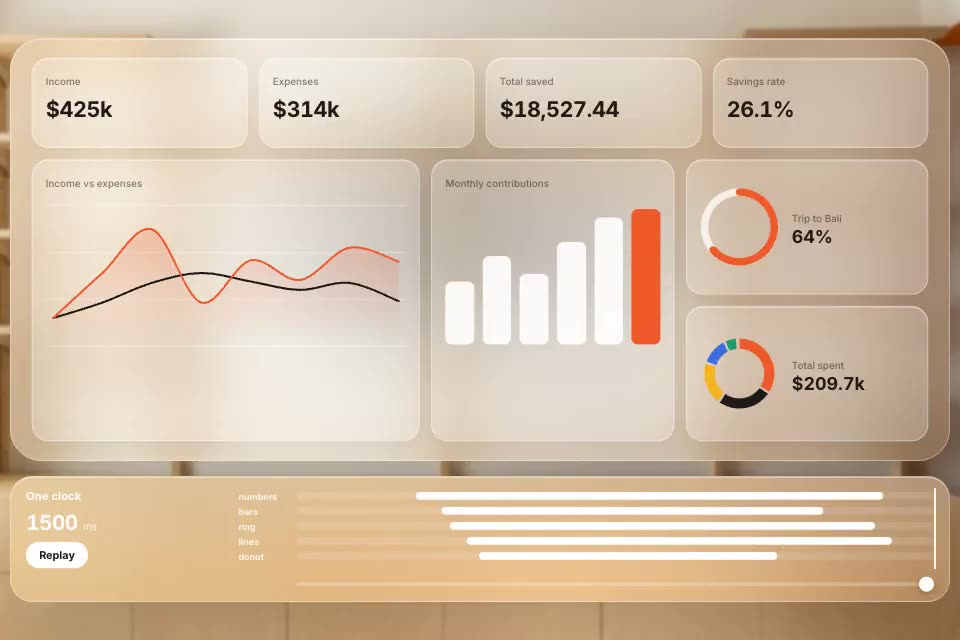 Income
$425k
Expenses
$314k
Total saved
$18,527.44
Savings rate
26.1%
Income vs expenses
Monthly contributions
Trip to Bali
64%
Total spent
$209.7k
One clock
1500 ms
Replay
numbers
bars
ring
lines
donut